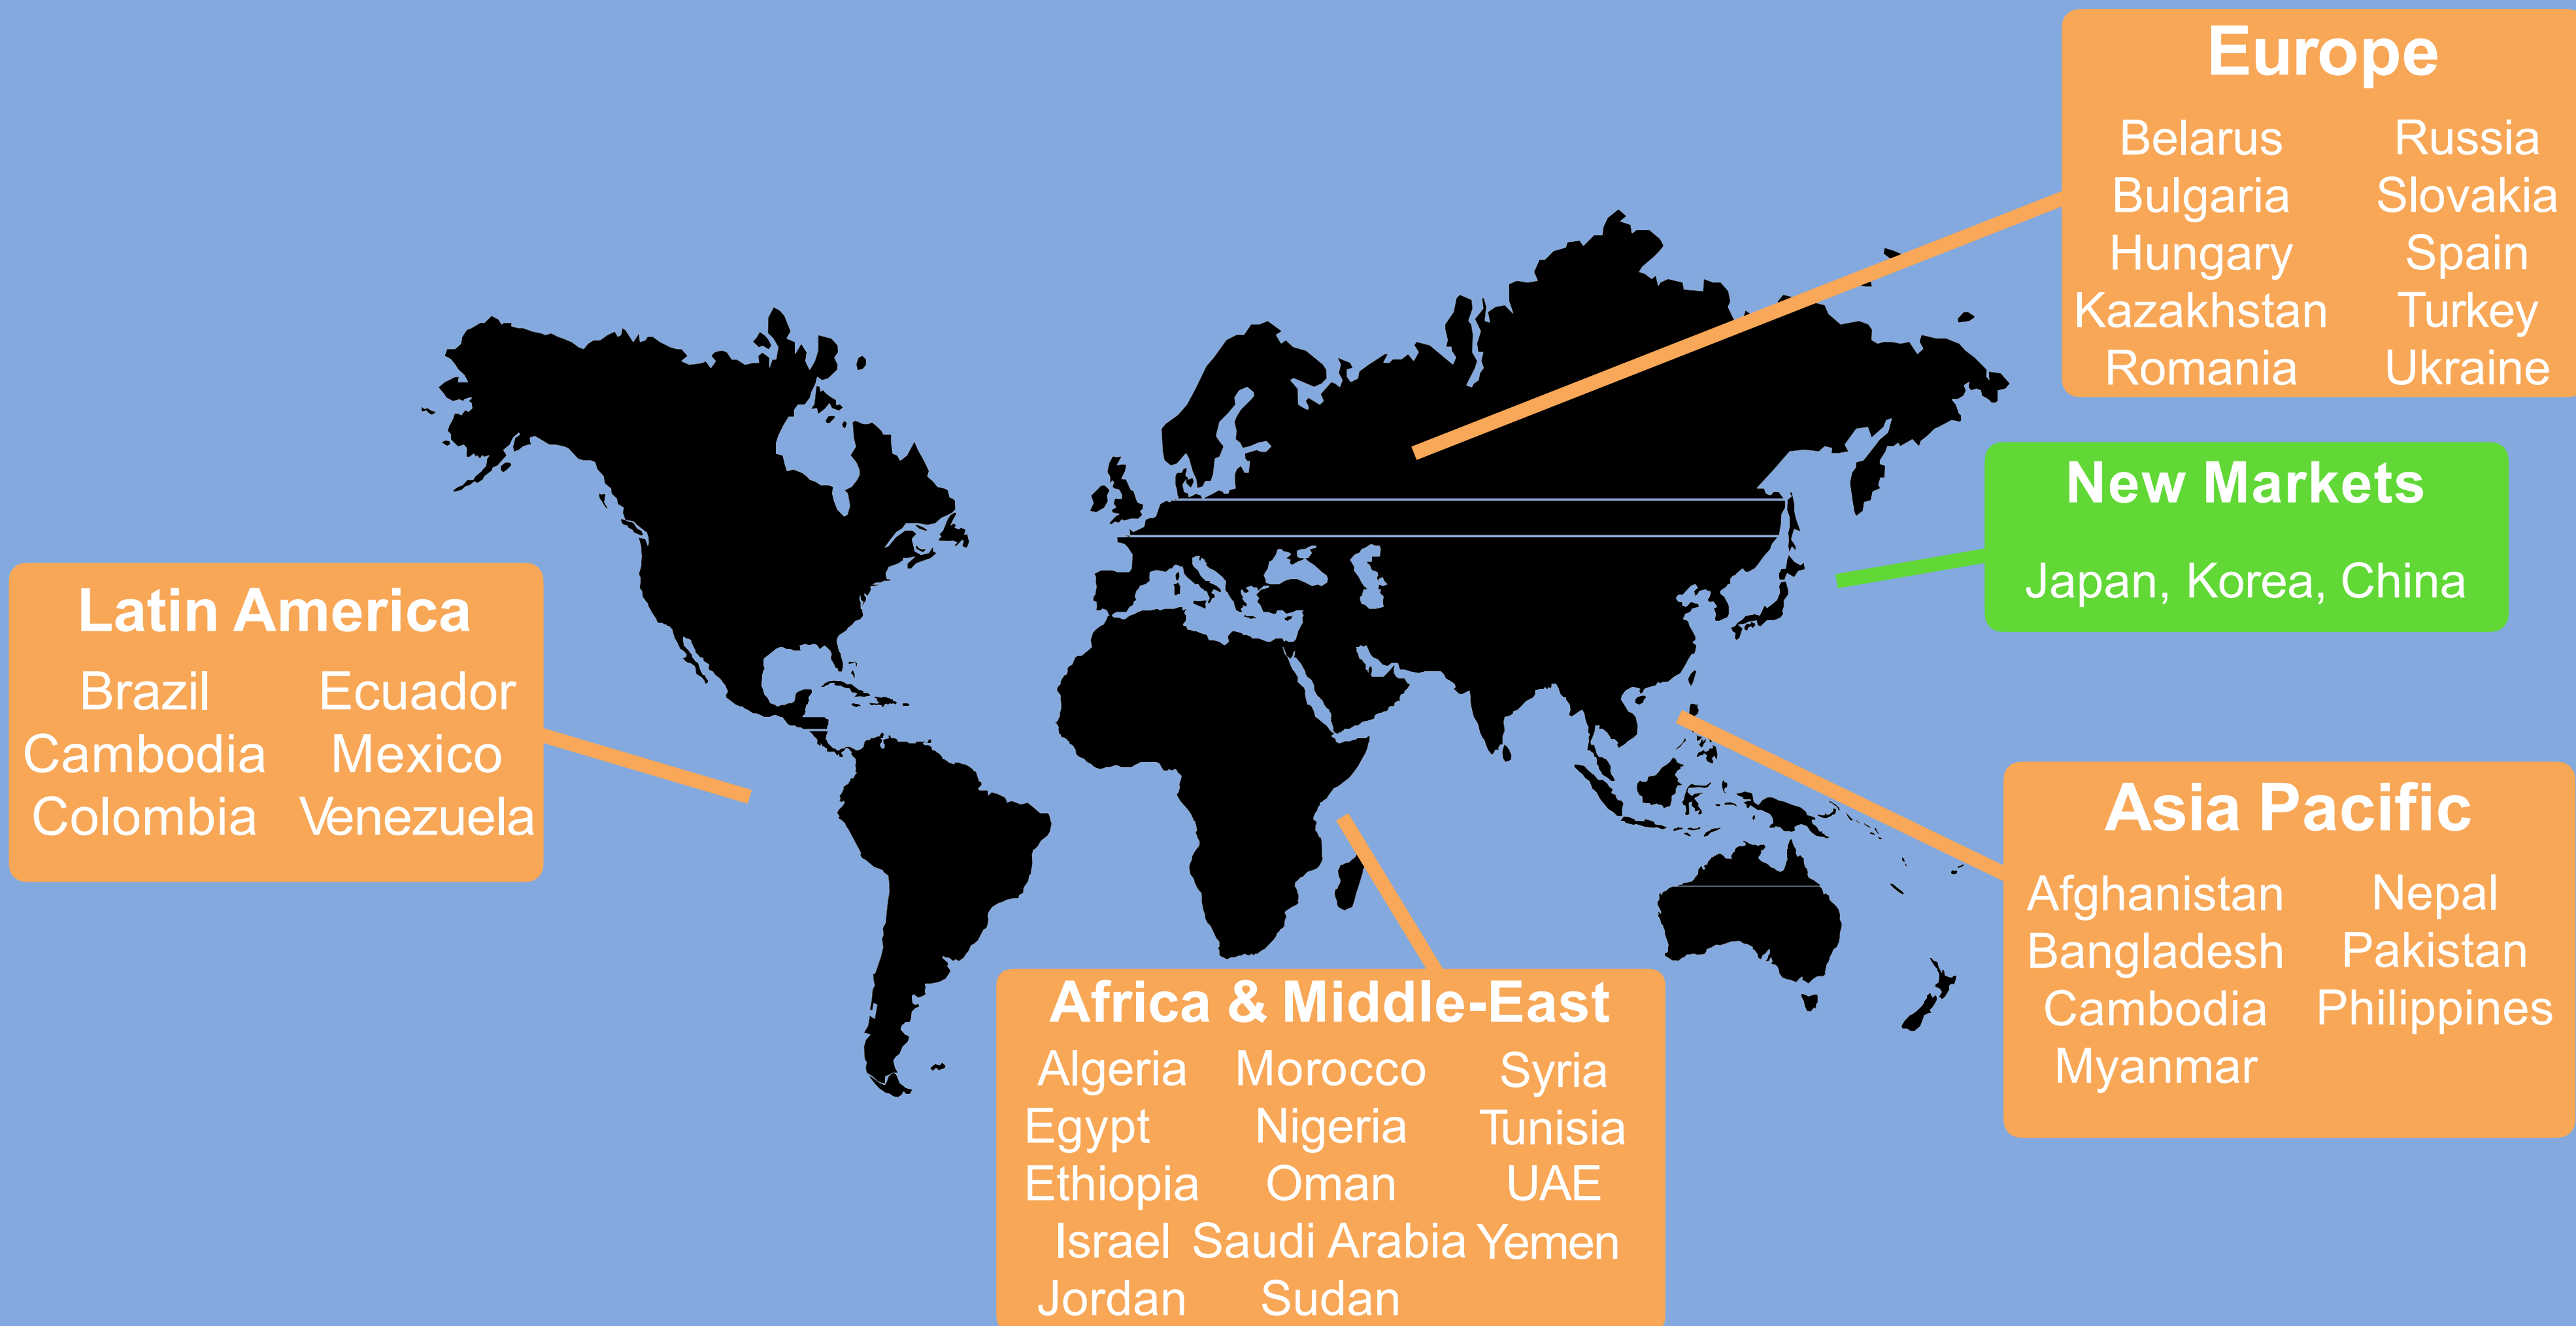 Europe
Belarus Russia
Bulgaria Slovakia
Hungary Spain
Kazakhstan Turkey
Romania Ukraine
New Markets
Japan, Korea, China
Latin America
Brazil Ecuador
Cambodia Mexico
Colombia Venezuela
Asia Pacific
Afghanistan Nepal
Bangladesh Pakistan
Cambodia Philippines
Myanmar
Africa & Middle-East
Algeria Morocco Syria
Egypt Nigeria Tunisia
Ethiopia Oman UAE
Israel Saudi Arabia Yemen
Jordan Sudan